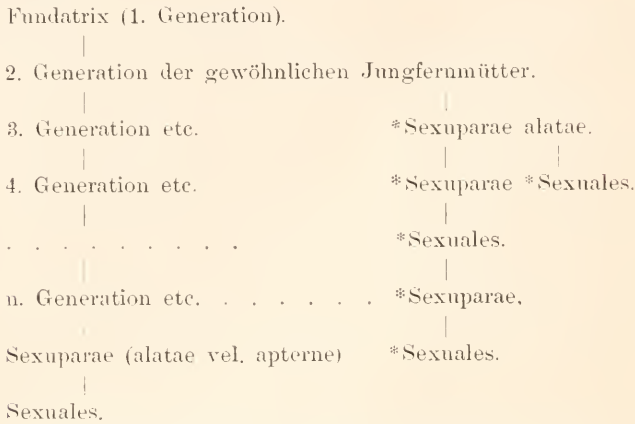 Fundatrix (1. Generation).
2. Generation der gewöhnlichen Jungfernmütter.
3. Generation etc. *Sexuparae alatae.
4. Generation etc. *Sexuparae *Sexuales.
. . . . . . . . . . *Sexuales.
n. Generation etc. . . . . . . *Sexuparae,
Sexuparae (alatae vel. apterne) *Sexuales.
Sexuales.